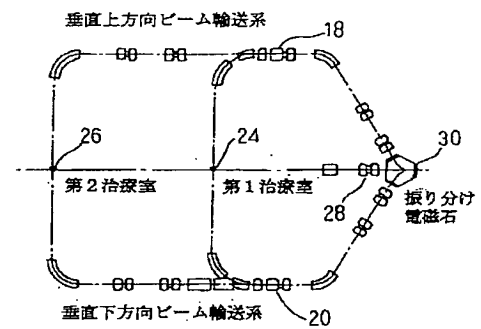 垂直上方向ビーム輸送系
18
26
24
30
第2治療室
第1治療室
28
振り分け
電磁石
垂直下方向ビーム輸送系
20